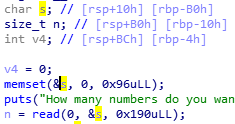 char s; // [rsp+10h] [rbp-B0h]
size_t n; // [rsp+B0h] [rbp-10h]
int v4; // [rsp+BCh] [rbp-4h]
v4 = 0;
memset(&s, 0, 0x96uLL);
puts("How many numbers do you wan
n = read(0, &s, 0x190uLL);